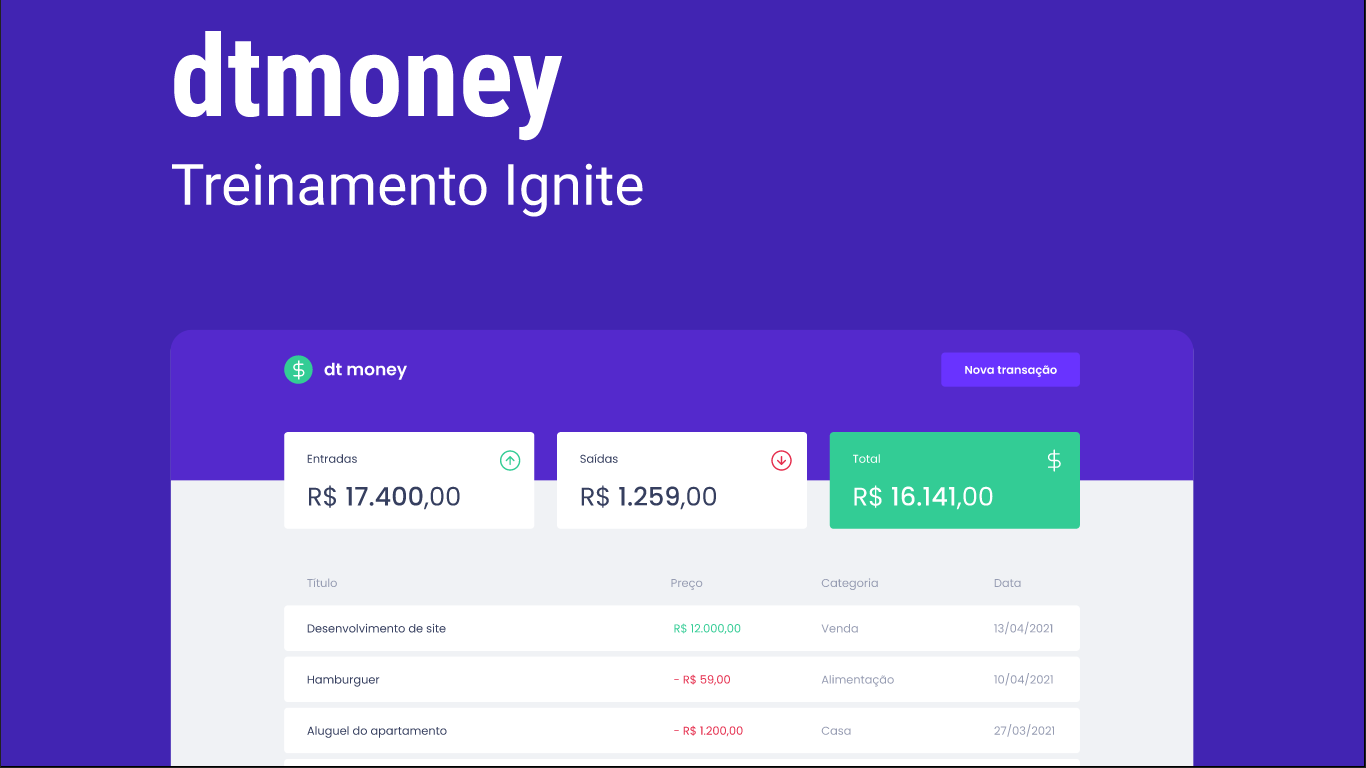 dtmoney
Treinamento Ignite
dt money
Nova transação
Entradas
R$ 17.400,00
Saídas
R$ 1.259,00
Total
R$ 16.141,00
Título Preço Categoria Data
Desenvolvimento de site R$ 12.000,00 Venda 13/04/2021
Hamburguer - R$ 59,00 Alimentação 10/04/2021
Aluguel do apartamento - R$ 1.200,00 Casa 27/03/2021